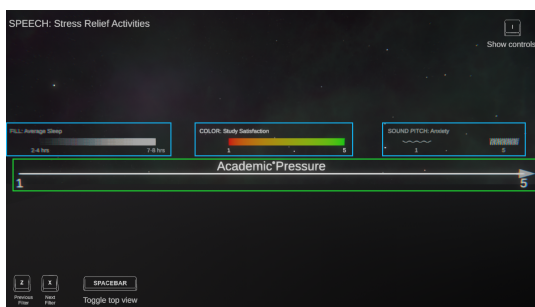 SPEECH: Stress Relief Activities
I
Show controls
PILL: Average Sleep
2-4 hrs
7-8 hrs
COLOR: Study Satisfaction
1
5
SOUND PITCH: Anxiety
1
5
Academic Pressure
1
5
Z
X
SPACEBAR
Previous
Filter
Next
Filter
Toggle top view